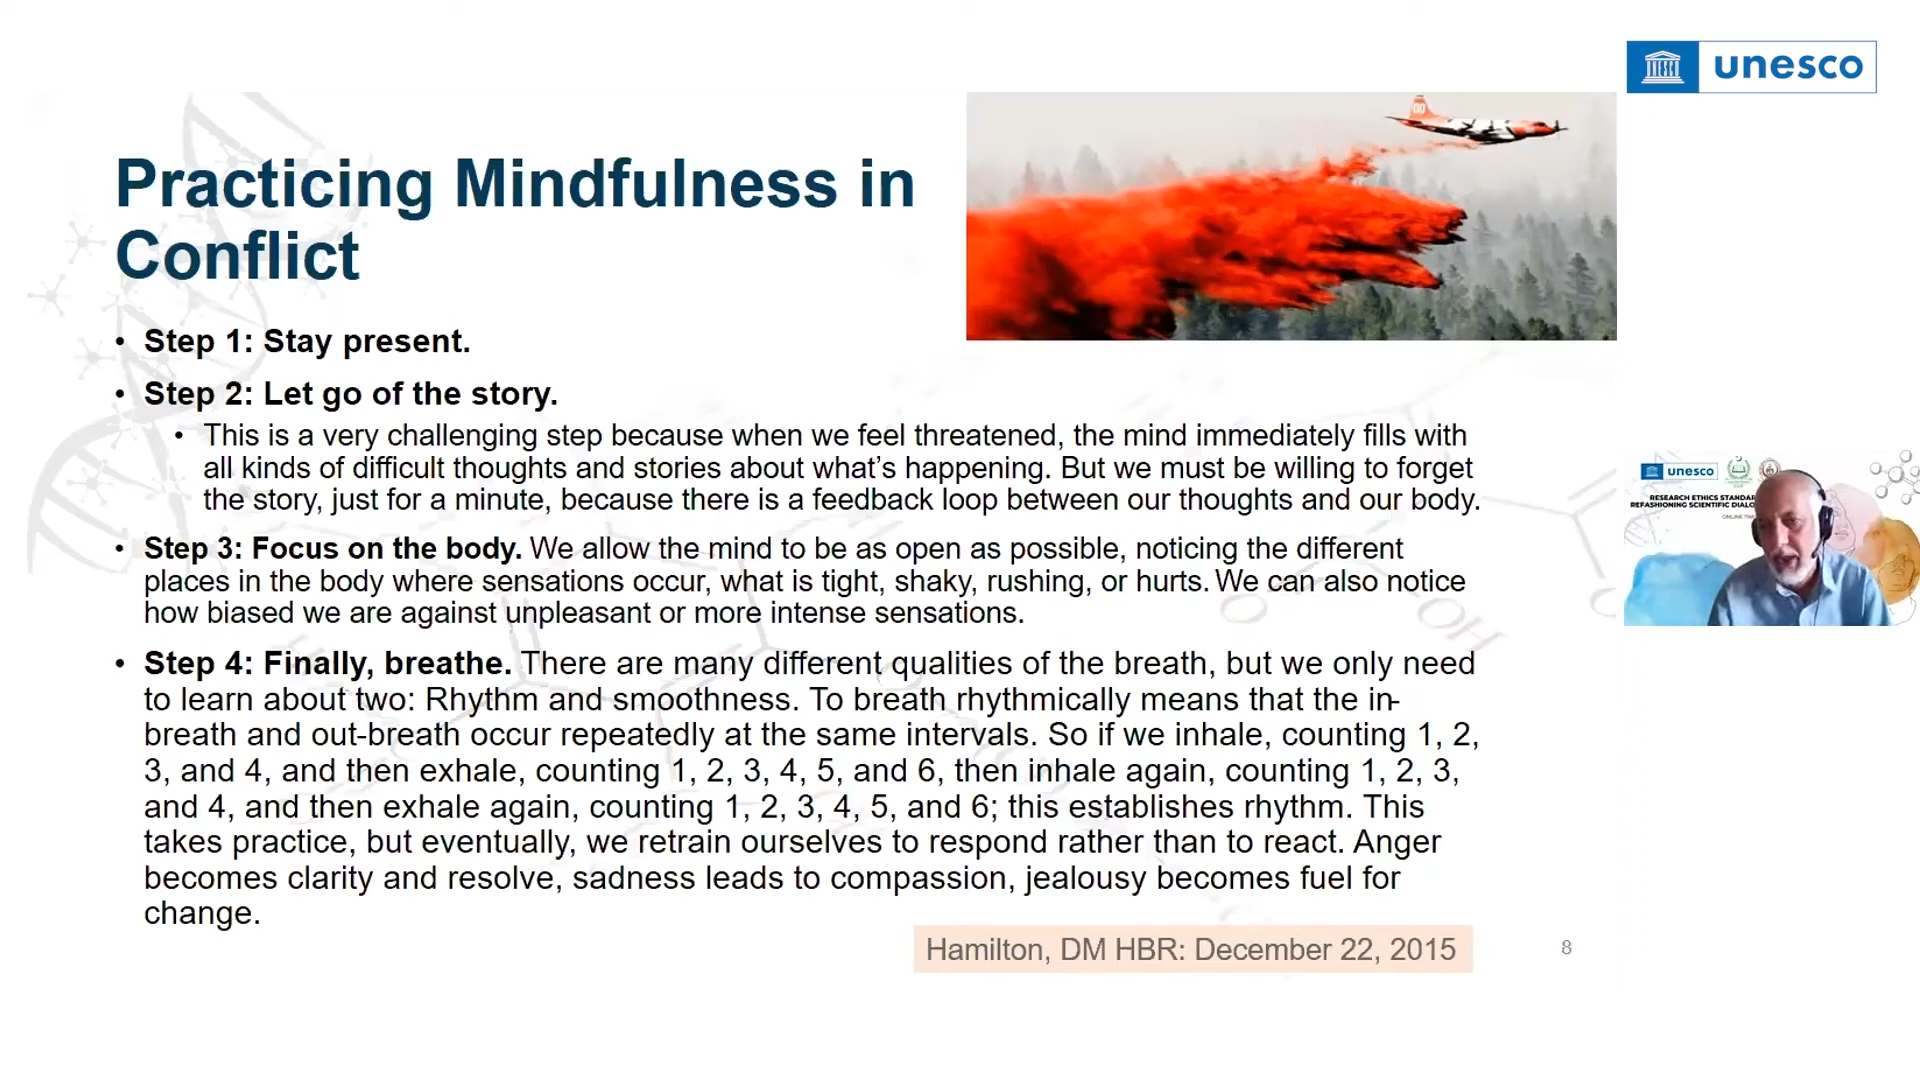 unesco
Practicing Mindfulness in
Conflict
• Step 1: Stay present.
• Step 2: Let go of the story.
• This is a very challenging step because when we feel threatened, the mind immediately fills with
all kinds of difficult thoughts and stories about what’s happening. But we must be willing to forget
the story, just for a minute, because there is a feedback loop between our thoughts and our body.
• Step 3: Focus on the body. We allow the mind to be as open as possible, noticing the different
places in the body where sensations occur, what is tight, shaky, rushing, or hurts. We can also notice
how biased we are against unpleasant or more intense sensations.
• Step 4: Finally, breathe. There are many different qualities of the breath, but we only need
to learn about two: Rhythm and smoothness. To breath rhythmically means that the in-
breath and out-breath occur repeatedly at the same intervals. So if we inhale, counting 1, 2,
3, and 4, and then exhale, counting 1, 2, 3, 4, 5, and 6, then inhale again, counting 1, 2, 3,
and 4, and then exhale again, counting 1, 2, 3, 4, 5, and 6; this establishes rhythm. This
takes practice, but eventually, we retrain ourselves to respond rather than to react. Anger
becomes clarity and resolve, sadness leads to compassion, jealousy becomes fuel for
change.
Hamilton, DM HBR: December 22, 2015
8
unesco
RESEARCH ETHICS
REFASHIONING SCIENTIFIC
ONLINE